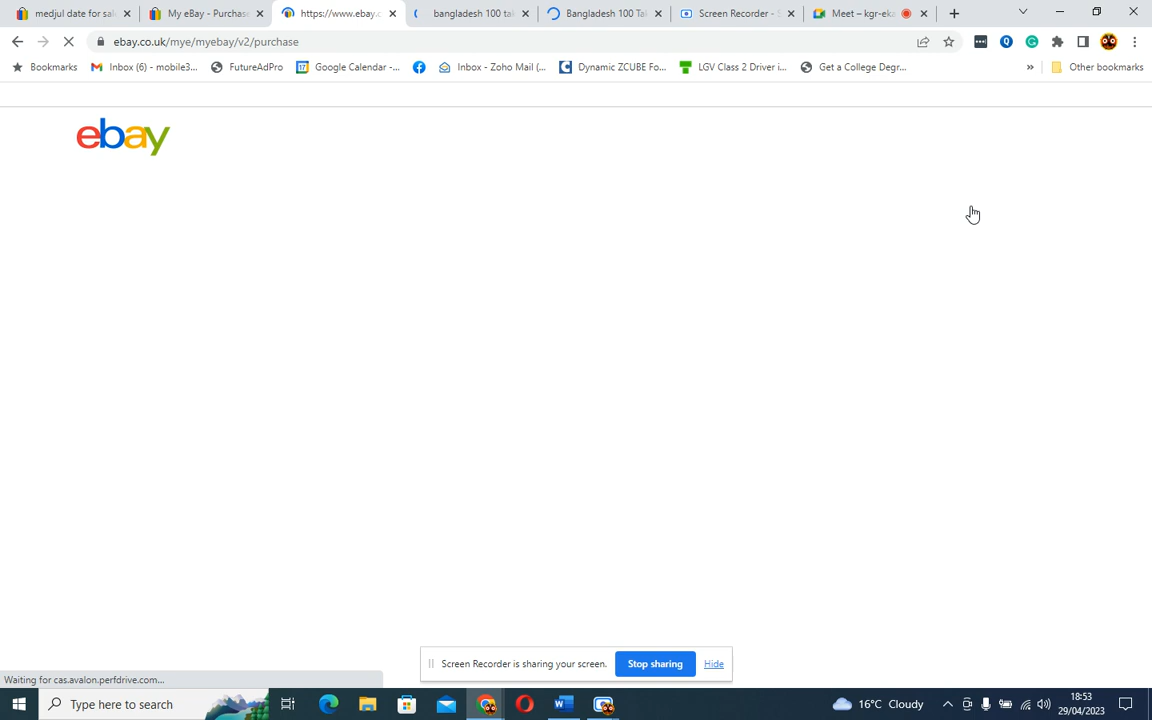 medjul date for sal
My eBay - Purchase
https://www.ebay.c
bangladesh 100 tak
Bangladesh 100 Tak
Screen Recorder - S
Meet – kgr-eka
ebay.co.uk/mye/myebay/v2/purchase
Bookmarks
Inbox (6) - mobile3...
FutureAdPro
Google Calendar -...
Inbox - Zoho Mail (...
Dynamic ZCUBE Fo...
LGV Class 2 Driver i...
Get a College Degr...
»
Other bookmarks
ebay
Screen Recorder is sharing your screen.
Stop sharing
Hide
Waiting for cas.avalon.perfdrive.com...
Type here to search
16°C Cloudy
18:53
29/04/2023